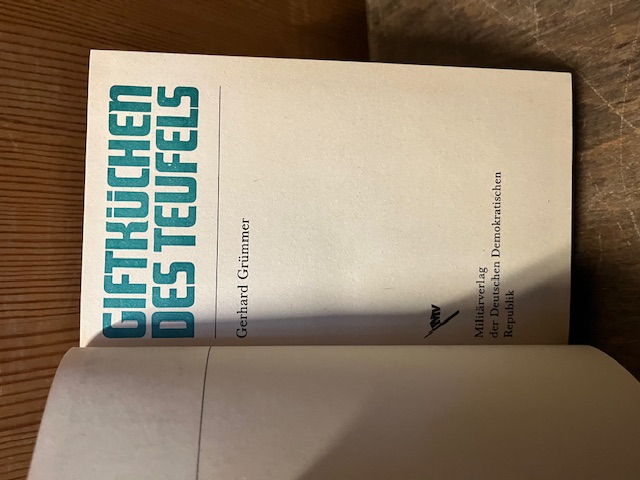 GIFTKÜCHEN
DES TEUFELS
Gerhard Grümmer
Militärverlag
der Deutschen Demokratischen
Republik